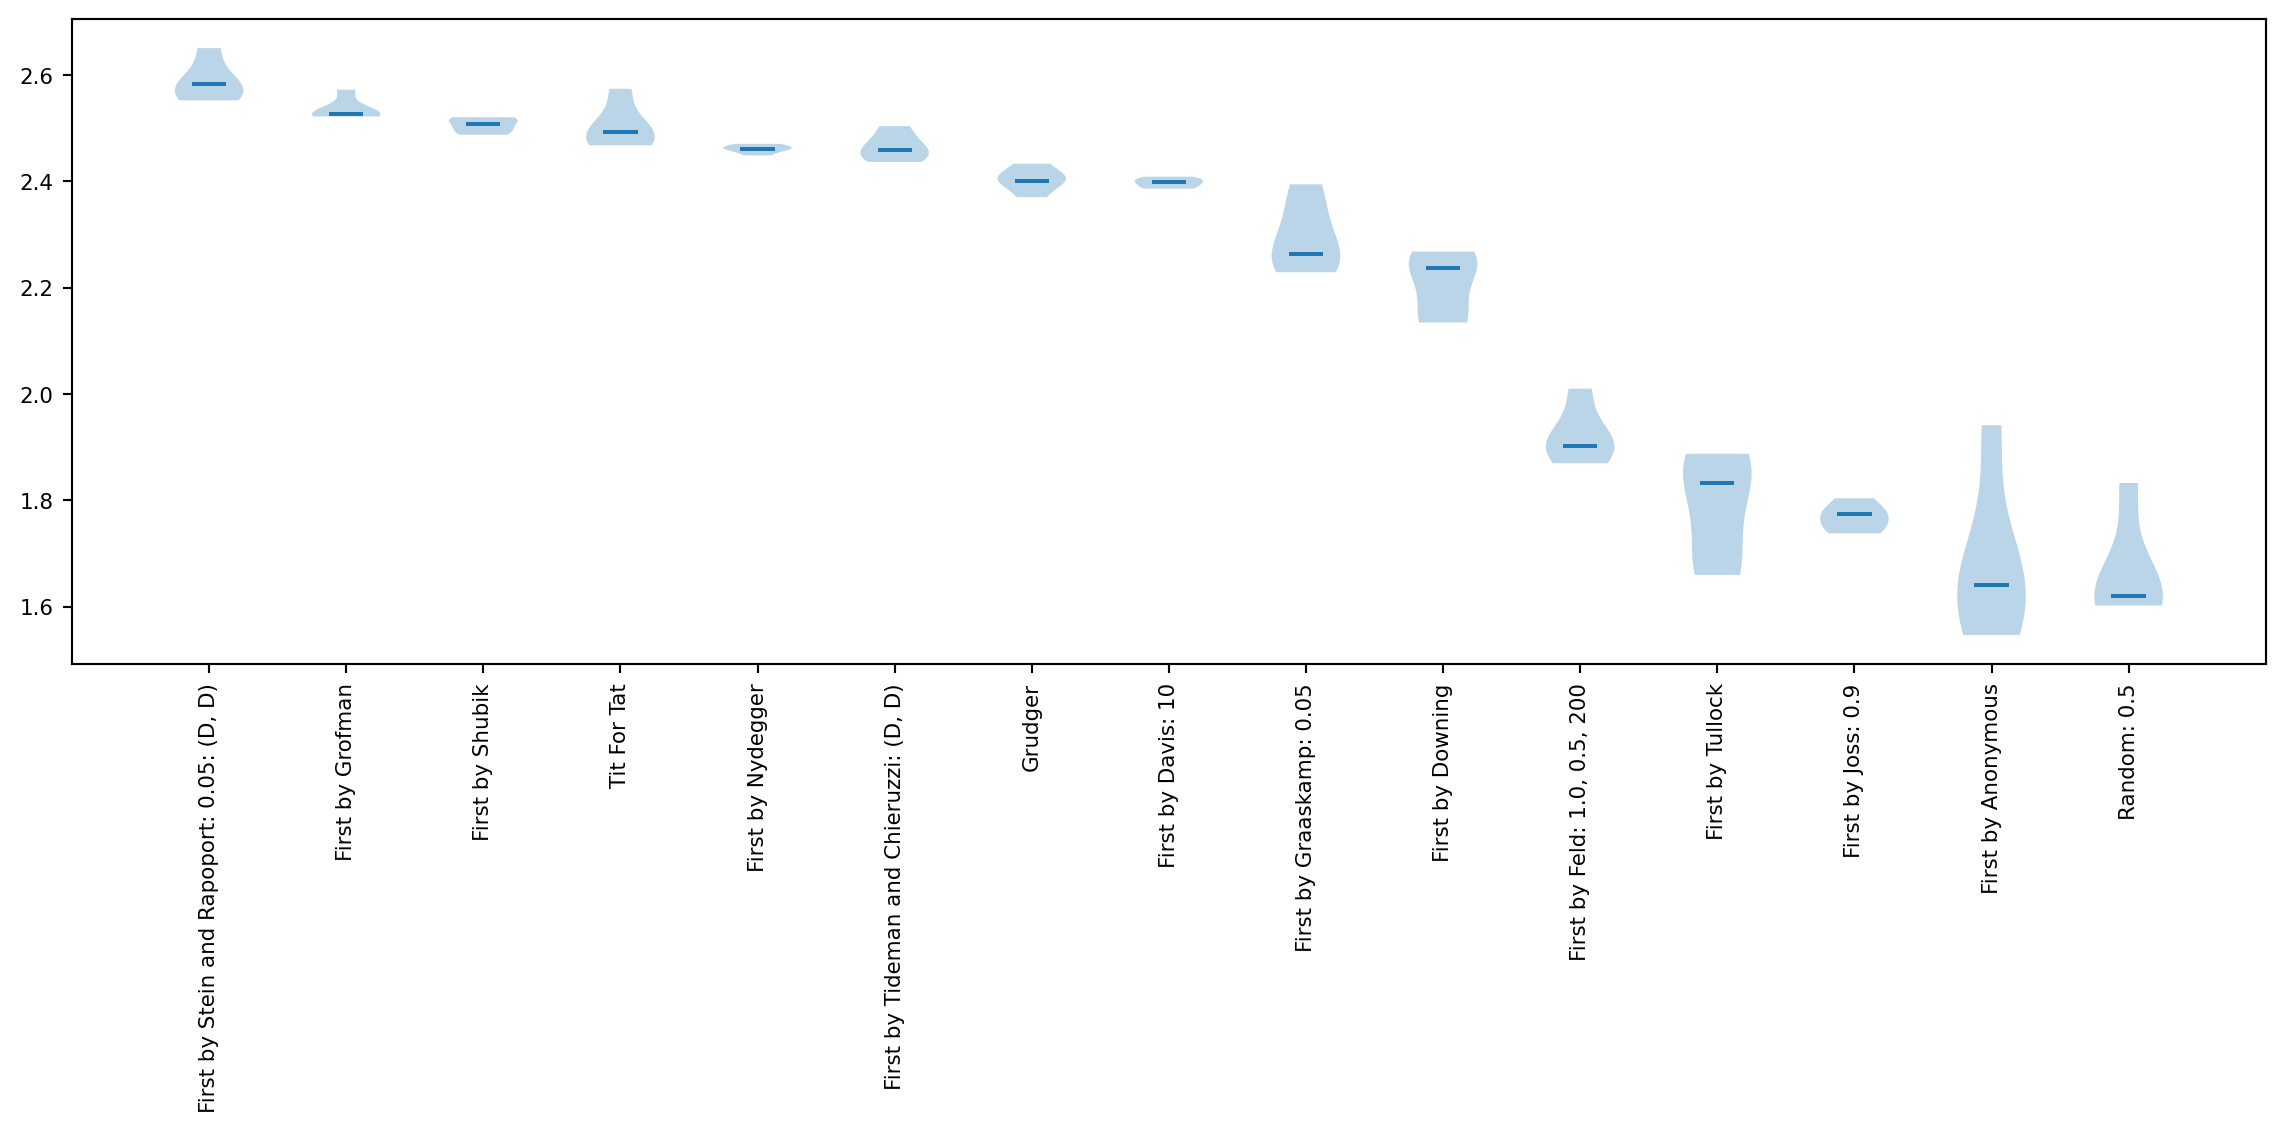 2.6
2.4
2.2
2.0
1.8
1.6
First by Stein and Rapoport: 0.05: (D, D)
First by Grofman
First by Shubik
Tit For Tat
First by Nydegger
First by Tideman and Chieruzzi: (D, D)
Grudger
First by Davis: 10
First by Graaskamp: 0.05
First by Downing
First by Feld: 1.0, 0.5, 200
First by Tullock
First by Joss: 0.9
First by Anonymous
Random: 0.5